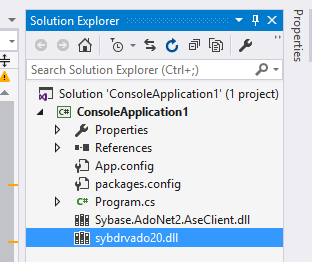 Solution Explorer
Search Solution Explorer (Ctrl+;)
Solution 'ConsoleApplication1' (1 project)
C# ConsoleApplication1
Properties
References
App.config
packages.config
C# Program.cs
Sybase.AdoNet2.AseClient.dll
sybdrvado20.dll
Properties